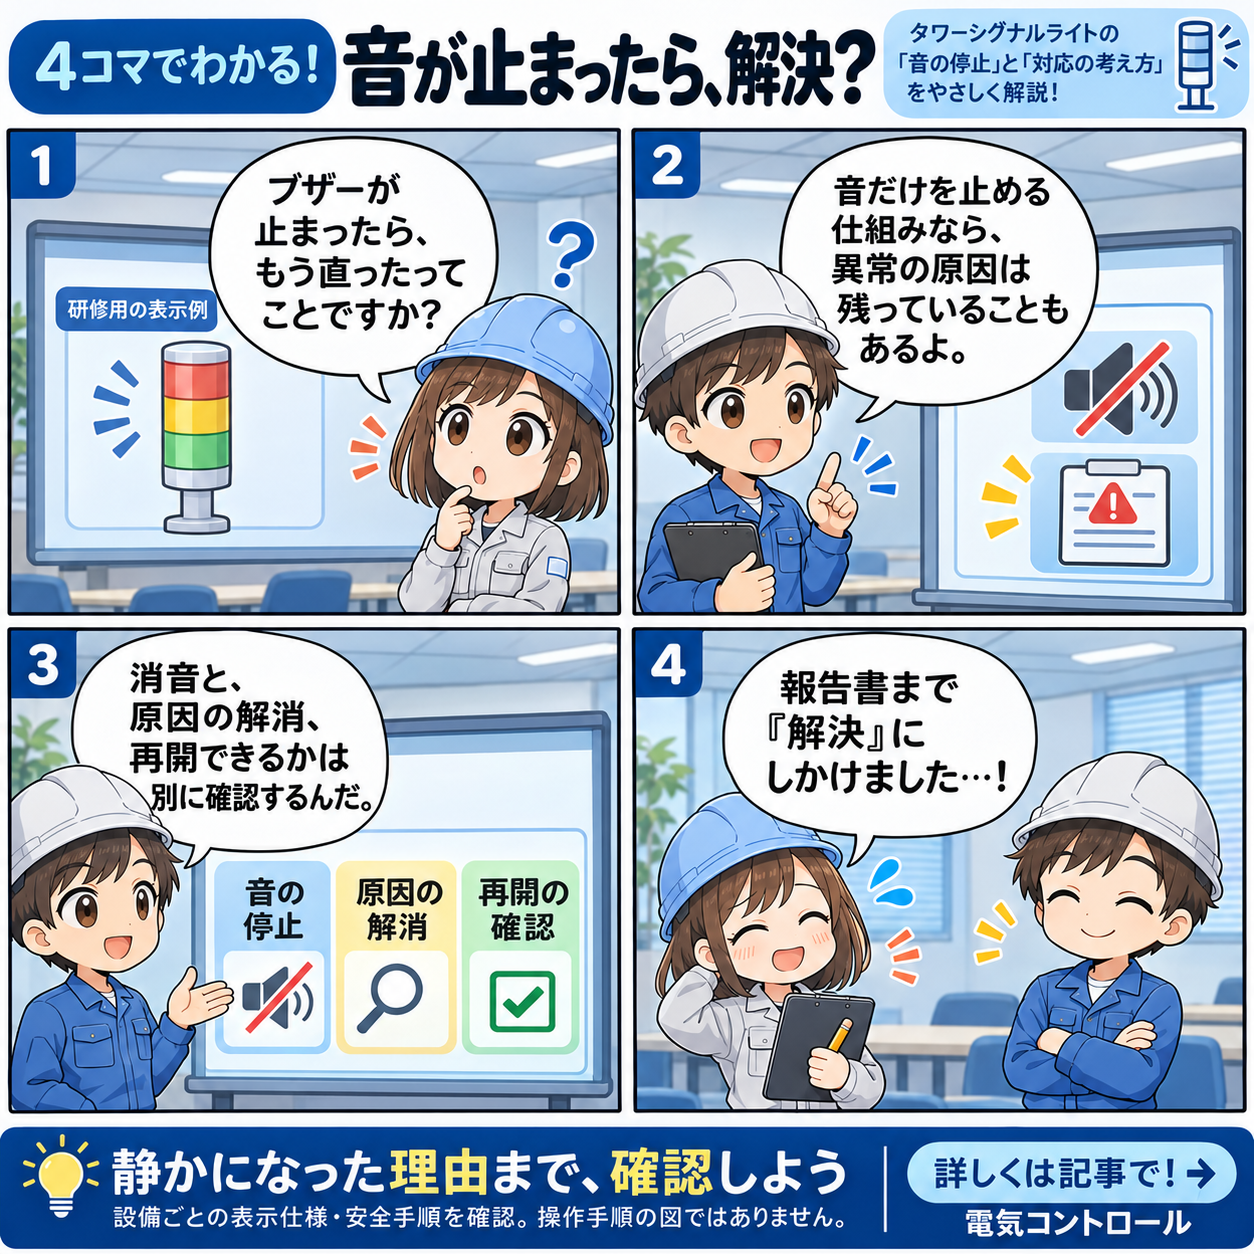 4コマでわかる!
音が止まったら、解決?
タワーシグナルライトの
「音の停止」と「対応の考え方」
をやさしく解説!
1
ブザーが
止まったら、
もう直ったって
ことですか?
研修用の表示例
?
2
音だけを止める
仕組みなら、
異常の原因は
残っていることも
あるよ。
3
消音と、
原因の解消、
再開できるかは
別に確認するんだ。
音の
停止
原因の
解消
再開の
確認
4
報告書まで
『解決』に
しかけました…!
静かになった理由まで、確認しよう
設備ごとの表示仕様・安全手順を確認。操作手順の図ではありません。
詳しくは記事で!→
電気コントロール